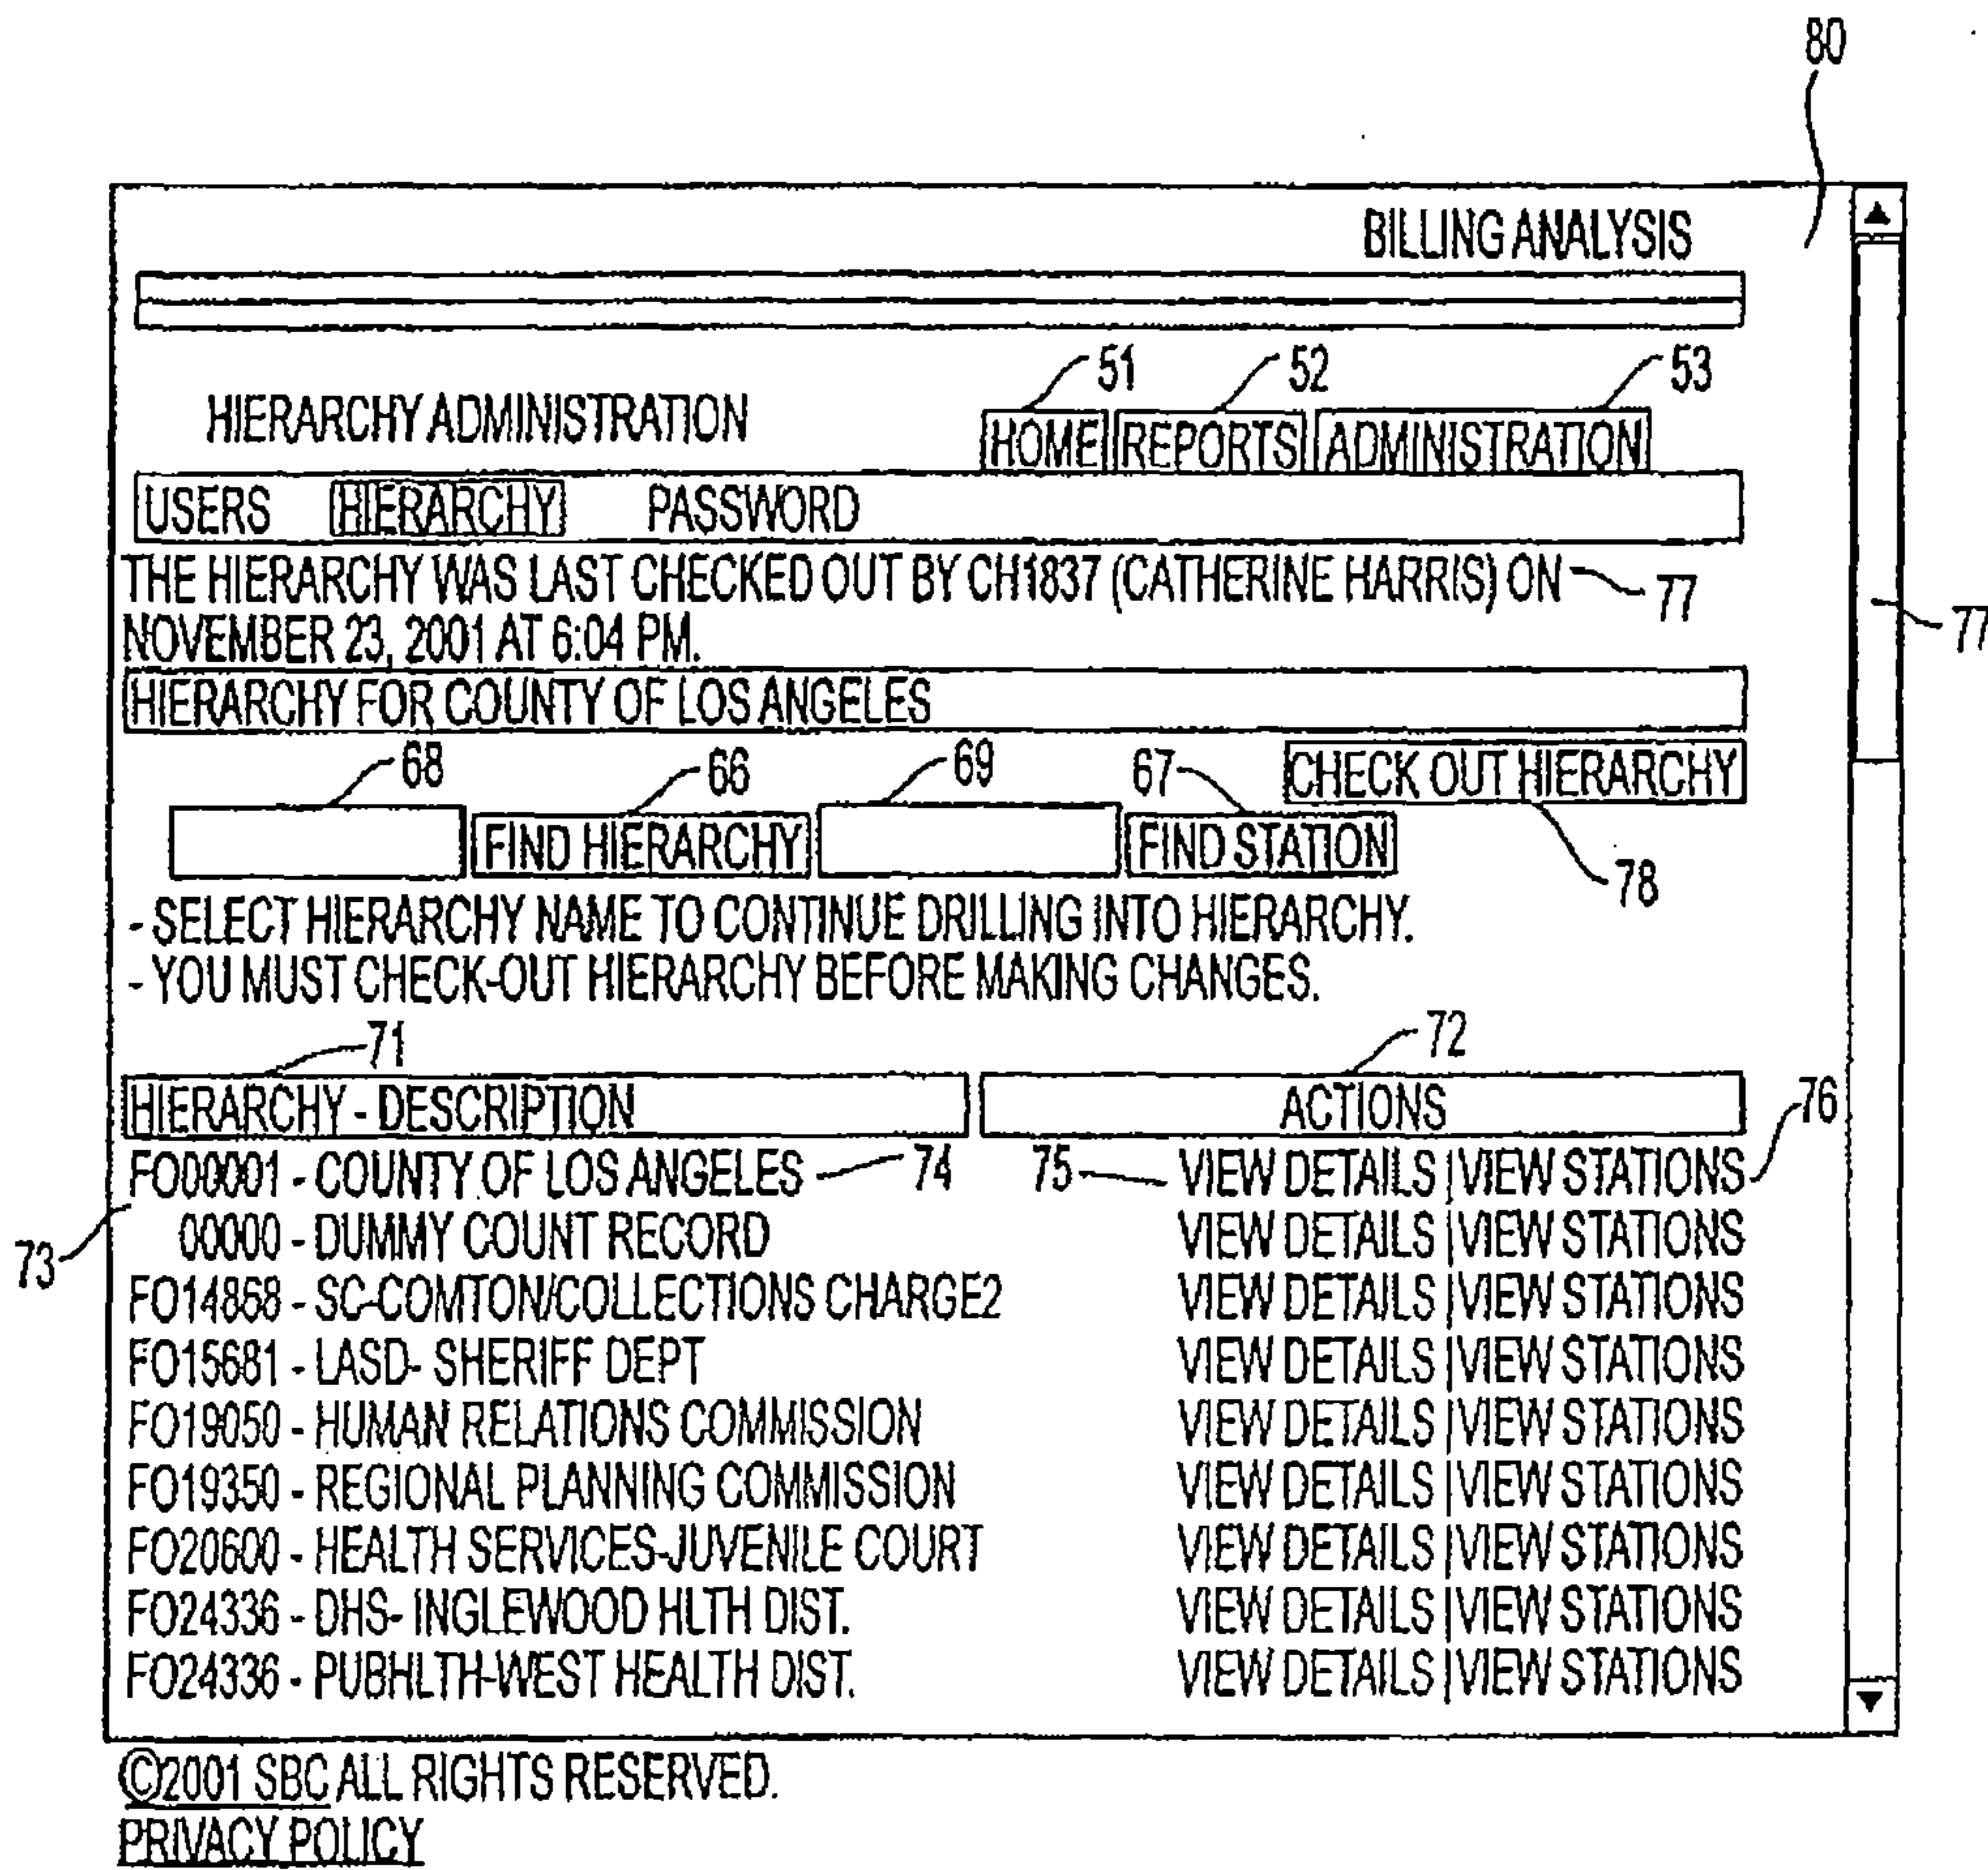 80
BILLING ANALYSIS
51 52 53
HIERARCHY ADMINISTRATION HOME REPORTS ADMINISTRATION
USERS HIERARCHY PASSWORD
THE HIERARCHY WAS LAST CHECKED OUT BY CH1837 (CATHERINE HARRIS) ON 77
NOVEMBER 23, 2001 AT 6:04 PM. 77
HIERARCHY FOR COUNTY OF LOS ANGELES
68 66 69 67 CHECK OUT HIERARCHY
FIND HIERARCHY FIND STATION
78
- SELECT HIERARCHY NAME TO CONTINUE DRILLING INTO HIERARCHY.
- YOU MUST CHECK-OUT HIERARCHY BEFORE MAKING CHANGES.
71 72
HIERARCHY - DESCRIPTION ACTIONS 76
FO00001 - COUNTY OF LOS ANGELES 74 75 VIEW DETAILS | VIEW STATIONS
73 00000 - DUMMY COUNT RECORD VIEW DETAILS | VIEW STATIONS
FO14868 - SC-COMTON/COLLECTIONS CHARGE2 VIEW DETAILS | VIEW STATIONS
FO15681 - LASD- SHERIFF DEPT VIEW DETAILS | VIEW STATIONS
FO19050 - HUMAN RELATIONS COMMISSION VIEW DETAILS | VIEW STATIONS
FO19350 - REGIONAL PLANNING COMMISSION VIEW DETAILS | VIEW STATIONS
FO20600 - HEALTH SERVICES-JUVENILE COURT VIEW DETAILS | VIEW STATIONS
FO24336 - DHS- INGLEWOOD HLTH DIST. VIEW DETAILS | VIEW STATIONS
FO24336 - PUBHLTH-WEST HEALTH DIST. VIEW DETAILS | VIEW STATIONS
©2001 SBC ALL RIGHTS RESERVED.
PRIVACY POLICY